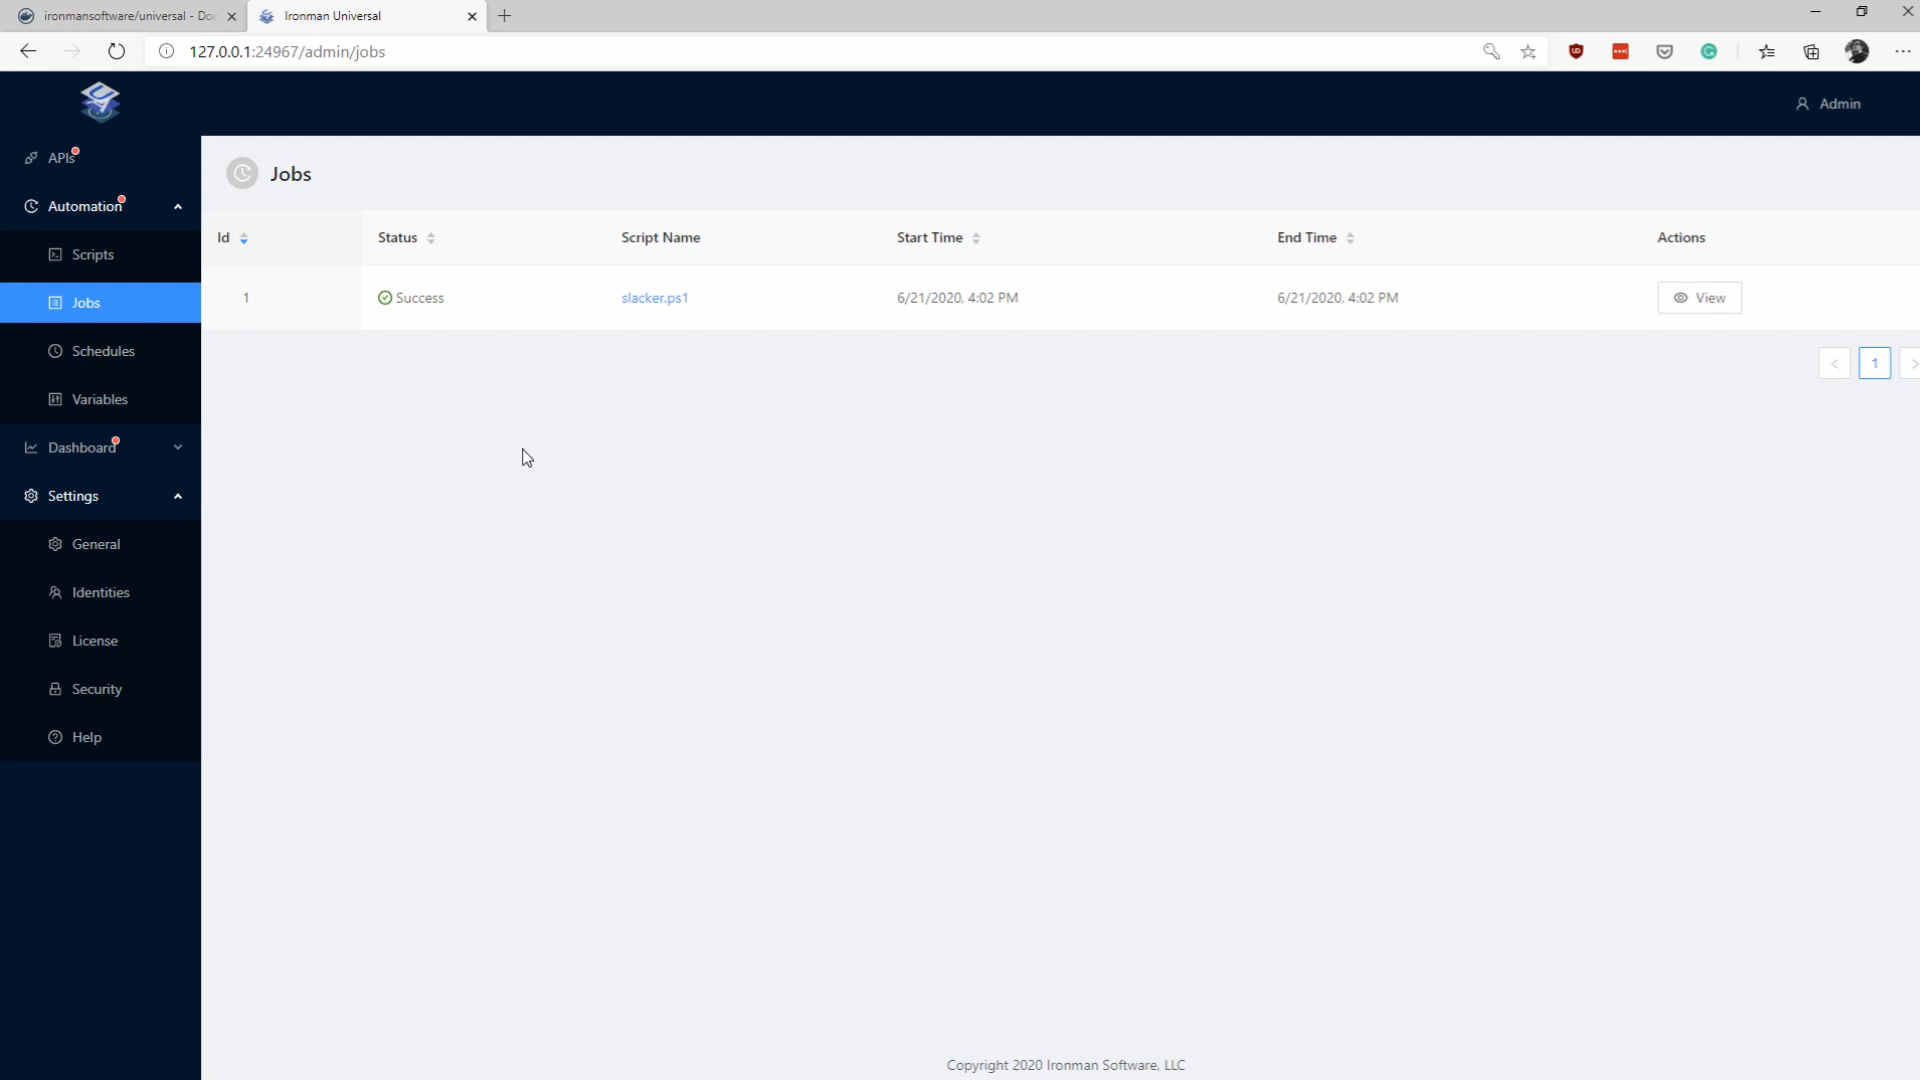 ironmansoftware/universal - Doc
Ironman Universal
127.0.0.1:24967/admin/jobs
Admin
APIs
Automation
Scripts
Jobs
Schedules
Variables
Dashboard
Settings
General
Identities
License
Security
Help
Jobs
Id Status Script Name Start Time End Time Actions
1 Success slacker.ps1 6/21/2020, 4:02 PM 6/21/2020, 4:02 PM View
< 1 >
Copyright 2020 Ironman Software, LLC